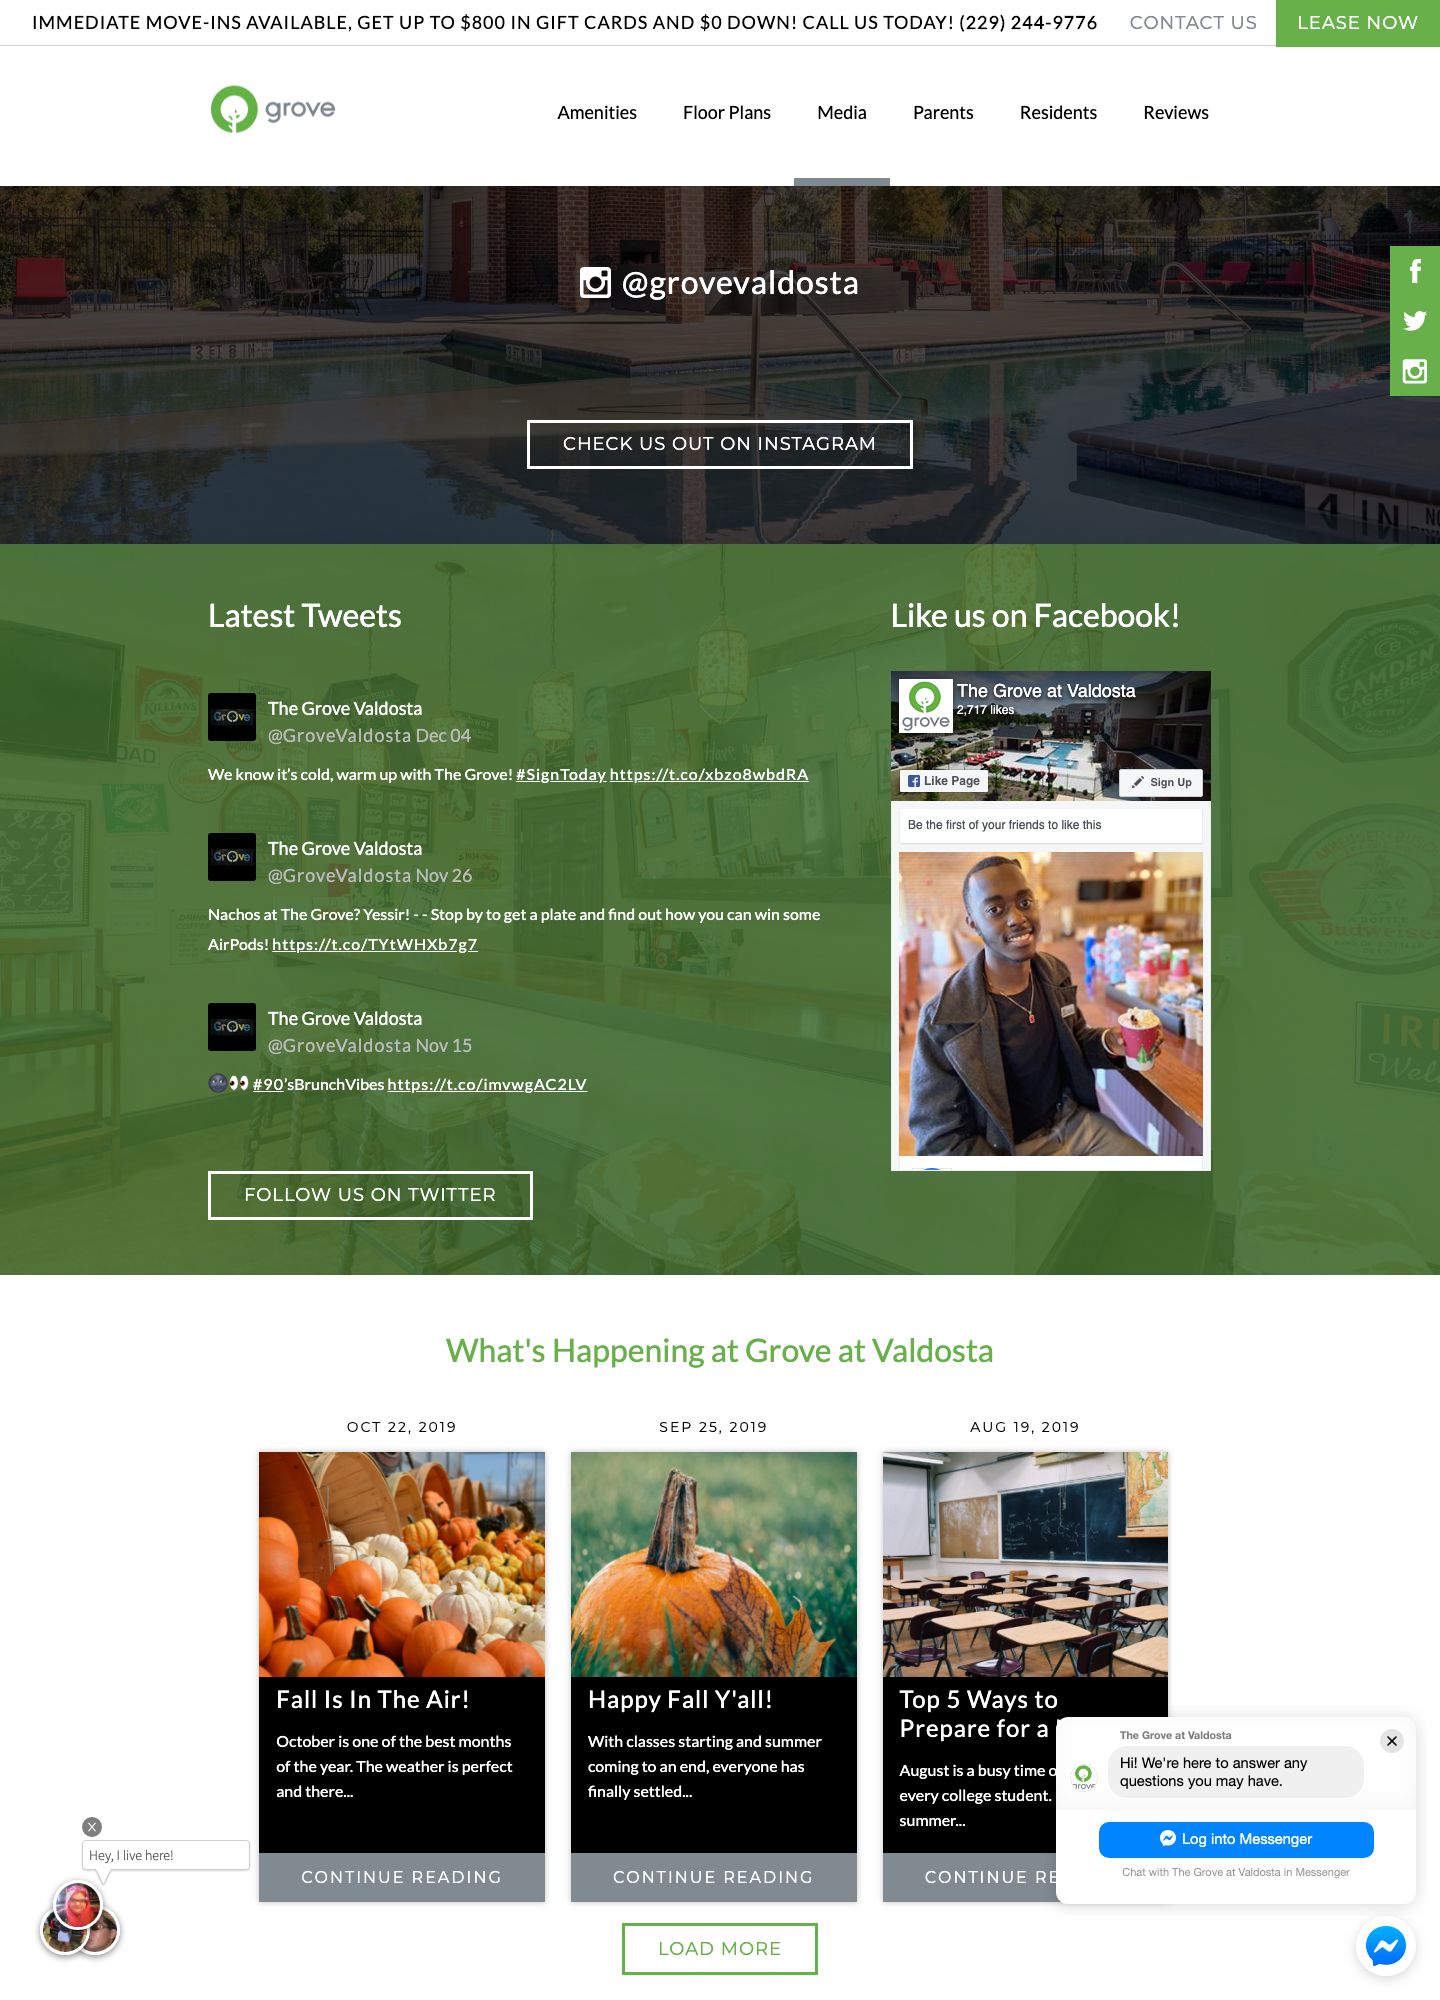 IMMEDIATE MOVE-INS AVAILABLE, GET UP TO $800 IN GIFT CARDS AND $0 DOWN! CALL US TODAY! (229) 244-9776
CONTACT US
LEASE NOW
grove
Amenities
Floor Plans
Media
Parents
Residents
Reviews
@grovevaldosta
CHECK US OUT ON INSTAGRAM
4 IN
Latest Tweets
The Grove Valdosta
@GroveValdosta Dec 04
We know it's cold, warm up with The Grove! #SignToday https://t.co/xbzo8wbdRA
The Grove Valdosta
@GroveValdosta Nov 26
Nachos at The Grove? Yessir! - - Stop by to get a plate and find out how you can win some
AirPods! https://t.co/TYtWHXb7g7
The Grove Valdosta
@GroveValdosta Nov 15
🌚👀 #90'sBrunchVibes https://t.co/imvwgAC2LV
FOLLOW US ON TWITTER
Like us on Facebook!
grove
The Grove at Valdosta
2,717 likes
Like Page
Sign Up
Be the first of your friends to like this
Budweiser
What's Happening at Grove at Valdosta
OCT 22, 2019
Fall Is In The Air!
October is one of the best months
of the year. The weather is perfect
and there...
CONTINUE READING
SEP 25, 2019
Happy Fall Y'all!
With classes starting and summer
coming to an end, everyone has
finally settled...
CONTINUE READING
AUG 19, 2019
Top 5 Ways to
Prepare for a
August is a busy time o
every college student.
summer...
CONTINUE RE
LOAD MORE
X
Hey, I live here!
The Grove at Valdosta
Hi! We're here to answer any
questions you may have.
Log into Messenger
Chat with The Grove at Valdosta in Messenger